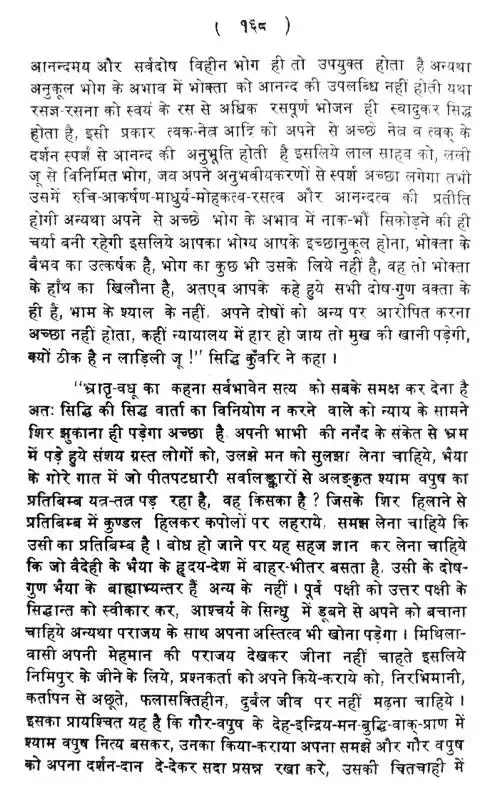 ( १६८ )
आनन्दमय और सर्वदोष विहीन भोग ही तो उपयुक्त होता है अन्यथा
अनुकूल भोग के अभाव में भोक्ता को आनन्द की उपलब्धि नहीं होती यथा
रसज्ञ-रसना को स्वयं के रस से अधिक रसपूर्ण भोजन ही स्वादुकर सिद्ध
होता है, इसी प्रकार त्वक-नेत्र आदि को अपने से अच्छे नेत्र व त्वक् के
दर्शन स्पर्श से आनन्द की अनुभूति होती है इसलिये लाल साहब को, लली
जू से विनिर्मित भोग, जब अपने अनुभवीयकरणों से स्पर्श अच्छा लगेगा तभी
उसमें रुचि-आकर्षण-माधुर्य-मोहकत्व-रसत्व और आनन्दत्व की प्रतीति
होगी अन्यथा अपने से अच्छे भोग के अभाव में नाक-भौं सिकोड़ने की ही
चर्या बनी रहेगी इसलिये आपका भोग्य आपके इच्छानुकूल होना, भोक्ता के
बैभव का उत्कर्षक है, भोग का कुछ भी उसके लिये नहीं है, वह तो भोक्ता
के हाँथ का खिलौना है, अतएव आपके कहे हुये सभी दोष-गुण वक्ता के
ही हैं, भाम के श्याल के नहीं. अपने दोषों को अन्य पर आरोपित करना
अच्छा नहीं होता, कहीं न्यायालय में हार हो जाय तो मुख की खानी पड़ेगी,
क्यों ठीक है न लाड़िली जू !" सिद्धि कुँवरि ने कहा ।
"भ्रातृ-वधू का कहना सर्वभावेन सत्य को सबके समक्ष कर देना है
अतः सिद्धि की सिद्ध वार्ता का विनियोग न करने वाले को न्याय के सामने
शिर झुकाना ही पड़ेगा अच्छा है. अपनी भाभी की ननँद के संकेत से भ्रम
में पड़े हुये संशय ग्रस्त लोगों को, उलझे मन को सुलझा लेना चाहिये, भैया
के गोरे गात में जो पीतपटधारी सर्वालङ्कारों से अलङ्कृत श्याम वपुष का
प्रतिबिम्ब यत्र-तत्र पड़ रहा है, वह किसका है ? जिसके शिर हिलाने से
प्रतिबिम्ब में कुण्डल हिलकर कपोलों पर लहराये, समझ लेना चाहिये कि
उसी का प्रतिबिम्ब है । बोध हो जाने पर यह सहज ज्ञान कर लेना चाहिये
कि जो बैदेही के भैया के हृदय-देश में बाहर-भीतर बसता है, उसी के दोष-
गुण भैया के बाह्याभ्यन्तर हैं अन्य के नहीं । पूर्व पक्षी को उत्तर पक्षी के
सिद्धान्त को स्वीकार कर, आश्चर्य के सिन्धु में डूबने से अपने को बचाना
चाहिये अन्यथा पराजय के साथ अपना अस्तित्व भी खोना पड़ेगा । मिथिला-
वासी अपनी मेहमान की पराजय देखकर जीना नहीं चाहते इसलिये
निमिपुर के जीने के लिये, प्रश्नकर्ता को अपने किये-कराये को, निरभिमानी,
कर्तापन से अछूते, फलासक्तिहीन, दुर्बल जीव पर नहीं मढ़ना चाहिये ।
इसका प्रायश्चित यह है कि गौर-वपुष के देह-इन्द्रिय-मन-बुद्धि-वाक्-प्राण में
श्याम वपुष नित्य बसकर, उनका किया-कराया अपना समझे और गौर वपुष
को अपना दर्शन-दान दे-देकर सदा प्रसन्न रखा करे, उसकी चितचाही में